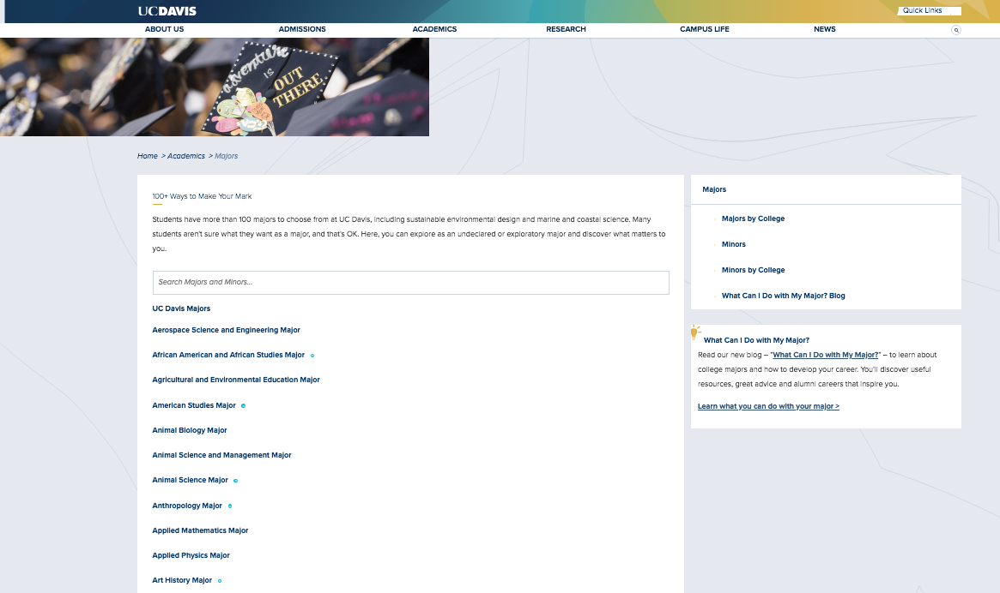 UCDAVIS
Quick Links
ABOUT US
ADMISSIONS
ACADEMICS
RESEARCH
CAMPUS LIFE
NEWS
adventure
IS
OUT
THERE
Home > Academics > Majors
100+ Ways to Make Your Mark
Students have more than 100 majors to choose from at UC Davis, including sustainable environmental design and marine and coastal science. Many
students aren't sure what they want as a major, and that's OK. Here, you can explore as an undeclared or exploratory major and discover what matters to
you.
Search Majors and Minors...
UC Davis Majors
Aerospace Science and Engineering Major
African American and African Studies Major
Agricultural and Environmental Education Major
American Studies Major
Animal Biology Major
Animal Science and Management Major
Animal Science Major
Anthropology Major
Applied Mathematics Major
Applied Physics Major
Art History Major
Majors
Majors by College
Minors
Minors by College
What Can I Do with My Major? Blog
What Can I Do with My Major?
Read our new blog – "What Can I Do with My Major?" – to learn about
college majors and how to develop your career. You'll discover useful
resources, great advice and alumni careers that inspire you.
Learn what you can do with your major >